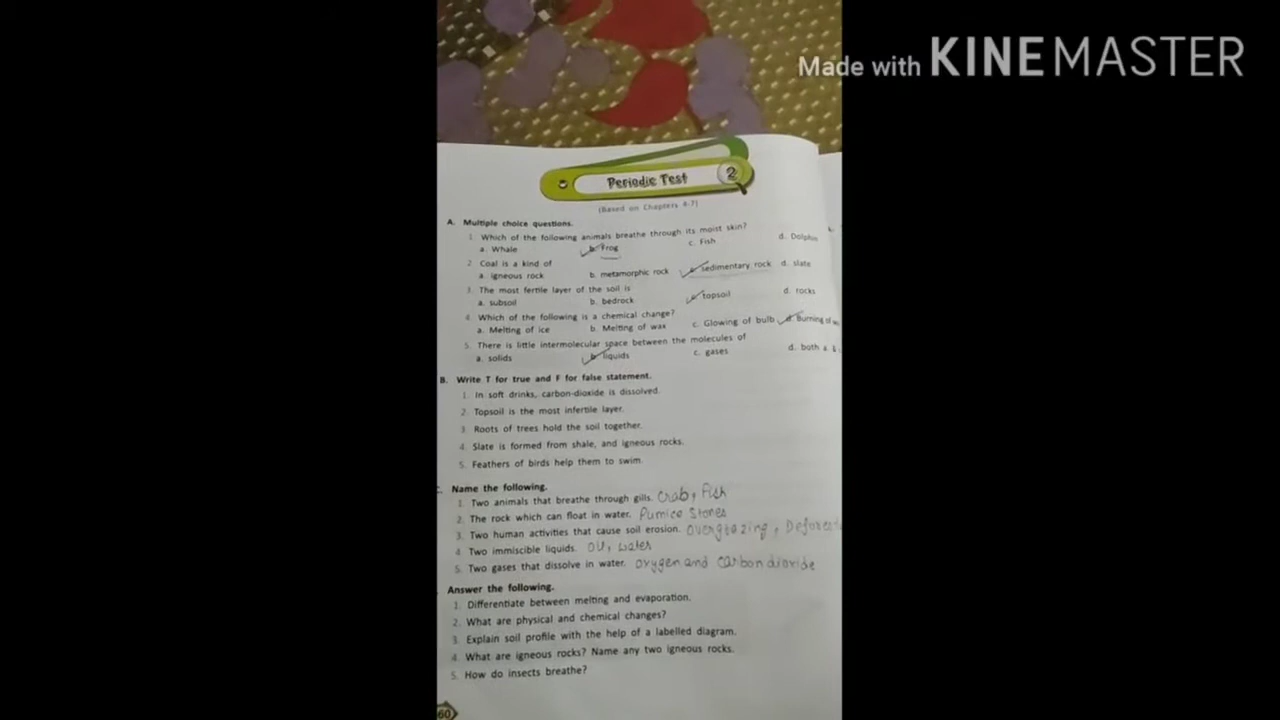 Made with KINEMASTER
Periodic Test 2
(Based on Chapters 4-7)
A. Multiple choice questions.
1. Which of the following animals breathe through its moist skin?
a. Whale b. Frog c. Fish d. Dolphin
2. Coal is a kind of
a. igneous rock b. metamorphic rock c. sedimentary rock d. slate
3. The most fertile layer of the soil is
a. subsoil b. bedrock c. topsoil d. rocks
4. Which of the following is a chemical change?
a. Melting of ice b. Melting of wax c. Glowing of bulb d. Burning of
5. There is little intermolecular space between the molecules of
a. solids b. liquids c. gases d. both a.
B. Write T for true and F for false statement.
1. In soft drinks, carbon-dioxide is dissolved.
2. Topsoil is the most infertile layer.
3. Roots of trees hold the soil together.
4. Slate is formed from shale, and igneous rocks.
5. Feathers of birds help them to swim.
Name the following.
1. Two animals that breathe through gills. Crab, Fish
2. The rock which can float in water. Pumice Stones
3. Two human activities that cause soil erosion.
4. Two immiscible liquids. Oil, water
5. Two gases that dissolve in water. oxygen and carbon dioxide
Answer the following.
1. Differentiate between melting and evaporation.
2. What are physical and chemical changes?
3. Explain soil profile with the help of a labelled diagram.
4. What are igneous rocks? Name any two igneous rocks.
5. How do insects breathe?
60